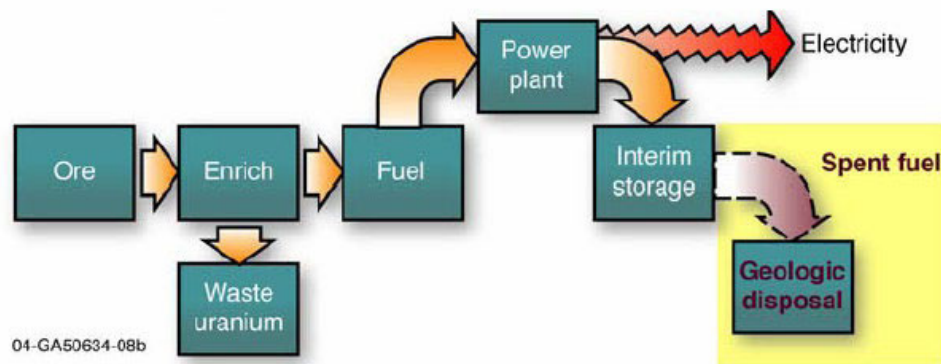 Power
plant
Electricity
Ore
Enrich
Fuel
Interim
storage
Spent fuel
Waste
uranium
Geologic
disposal
04-GA50634-08b